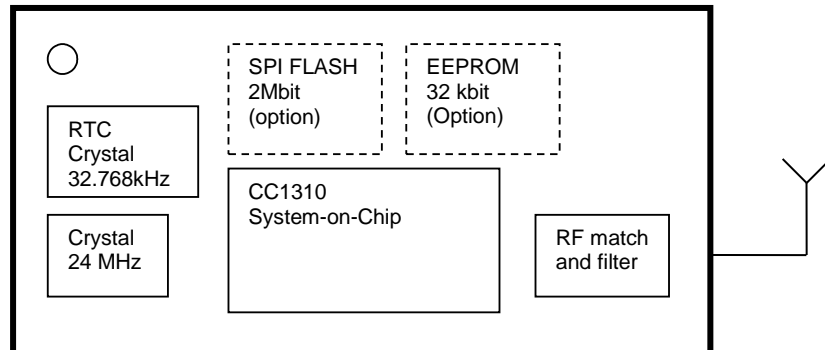 SPI FLASH
2Mbit
(option)
EEPROM
32 kbit
(Option)
RTC
Crystal
32.768kHz
CC1310
System-on-Chip
Crystal
24 MHz
RF match
and filter